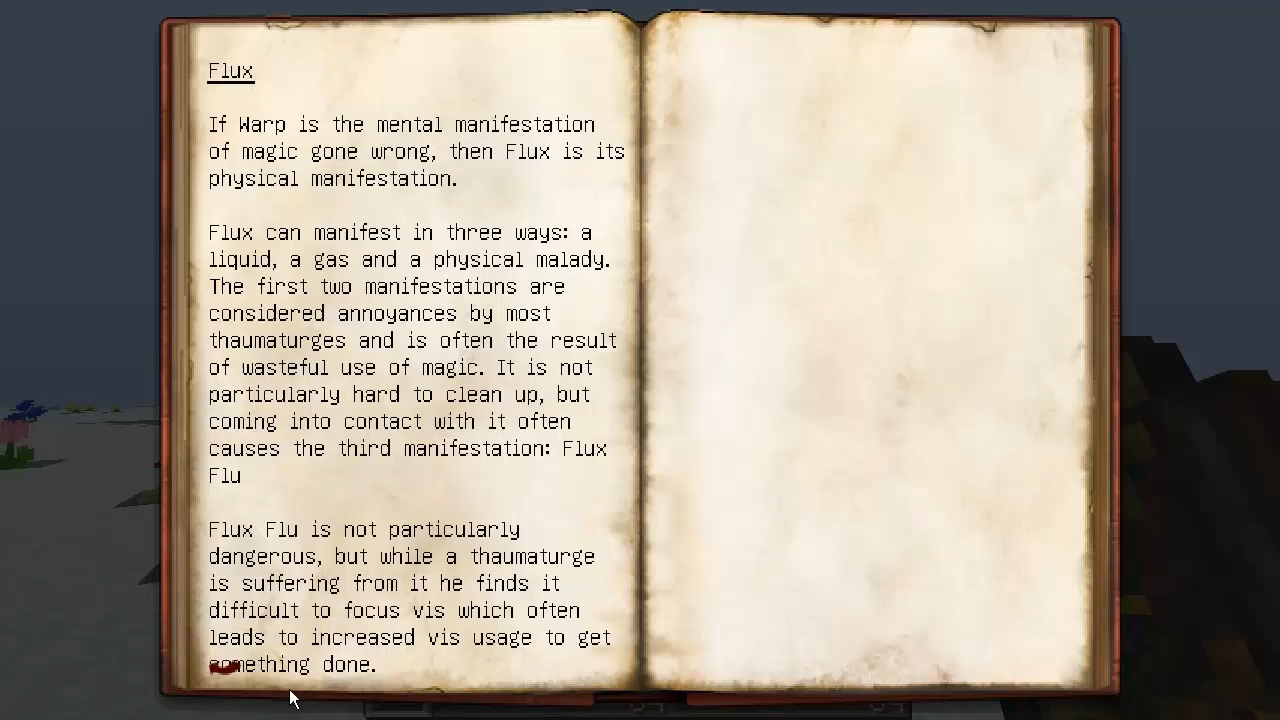 Flux
If Warp is the mental manifestation
of magic gone wrong, then Flux is its
physical manifestation.
Flux can manifest in three ways: a
liquid, a gas and a physical malady.
The first two manifestations are
considered annoyances by most
thaumaturges and is often the result
of wasteful use of magic. It is not
particularly hard to clean up, but
coming into contact with it often
causes the third manifestation: Flux
Flu
Flux Flu is not particularly
dangerous, but while a thaumaturge
is suffering from it he finds it
difficult to focus vis which often
leads to increased vis usage to get
something done.